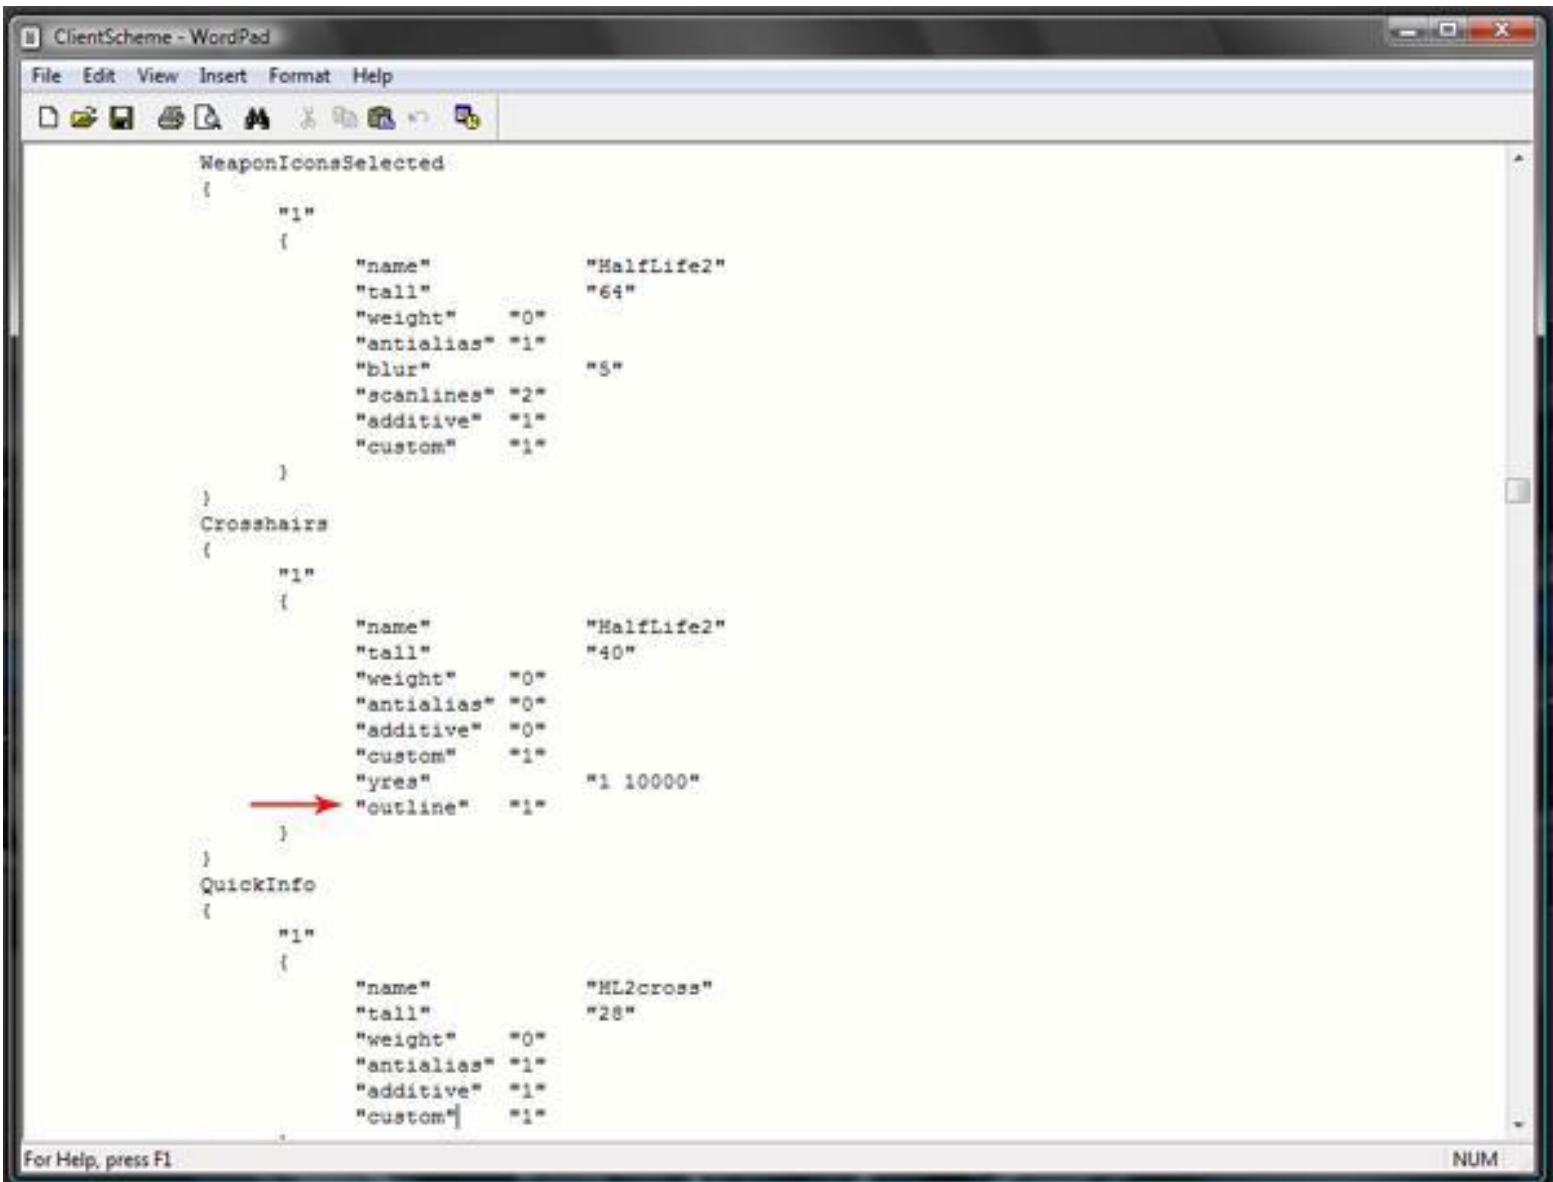 ClientScheme - WordPad
File Edit View Insert Format Help
WeaponIconsSelected
{
"1"
{
"name" "HalfLife2"
"tall" "64"
"weight" "0"
"antialias" "1"
"blur" "5"
"scanlines" "2"
"additive" "1"
"custom" "1"
}
}
Crosshairs
{
"1"
{
"name" "HalfLife2"
"tall" "40"
"weight" "0"
"antialias" "0"
"additive" "0"
"custom" "1"
"yres" "1 10000"
"outline" "1"
}
}
QuickInfo
{
"1"
{
"name" "HL2cross"
"tall" "28"
"weight" "0"
"antialias" "1"
"additive" "1"
"custom" "1"
For Help, press F1 NUM